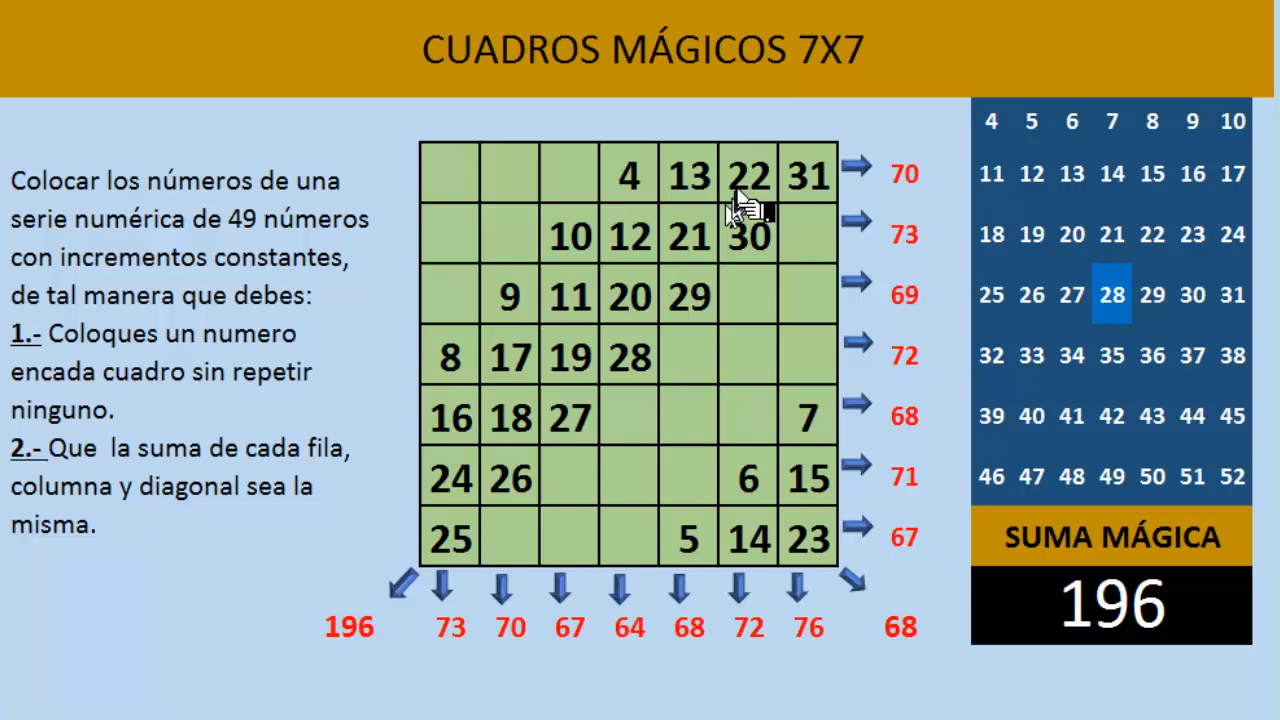 CUADROS MÁGICOS 7X7
Colocar los números de una
serie numérica de 49 números
con incrementos constantes,
de tal manera que debes:
1.- Coloques un numero
encada cuadro sin repetir
ninguno.
2.- Que la suma de cada fila,
columna y diagonal sea la
misma.
4 13 22 31 70
10 12 21 30 73
9 11 20 29 69
8 17 19 28 72
16 18 27 7 68
24 26 6 15 71
25 5 14 23 67
196 73 70 67 64 68 72 76 68
4 5 6 7 8 9 10
11 12 13 14 15 16 17
18 19 20 21 22 23 24
25 26 27 28 29 30 31
32 33 34 35 36 37 38
39 40 41 42 43 44 45
46 47 48 49 50 51 52
SUMA MÁGICA
196